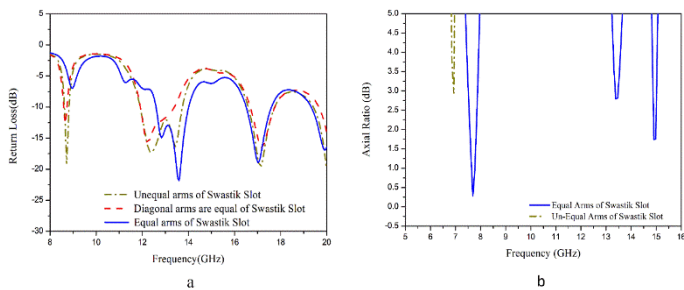 5
0
-5
-10
-15
-20
-25
-30
Return Loss(dB)
Unequal arms of Swastik Slot
Diagonal arms are equal of Swastik Slot
Equal arms of Swastik Slot
8 10 12 14 16 18 20
Frequency(GHz)
a
5.0
4.5
4.0
3.5
3.0
2.5
2.0
1.5
1.0
0.5
0.0
-0.5
Axial Ratio (dB)
Equal Arms of Swastik Slot
Un-Equal Arms of Swastik Slot
5 6 7 8 9 10 11 12 13 14 15 16
Frequency (GHz)
b